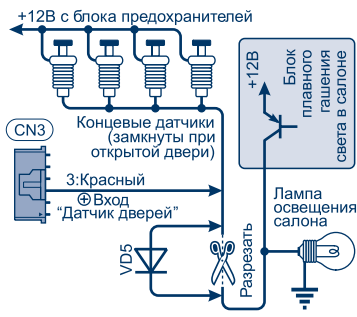 +12В с блока предохранителей
+12В
Блок
плавного
гашения
света в салоне
Концевые датчики
(замкнуты при
открытой двери)
CN3
3:Красный
⊕Вход
“Датчик дверей”
Лампа
освещения
салона
VD5
Разрезать